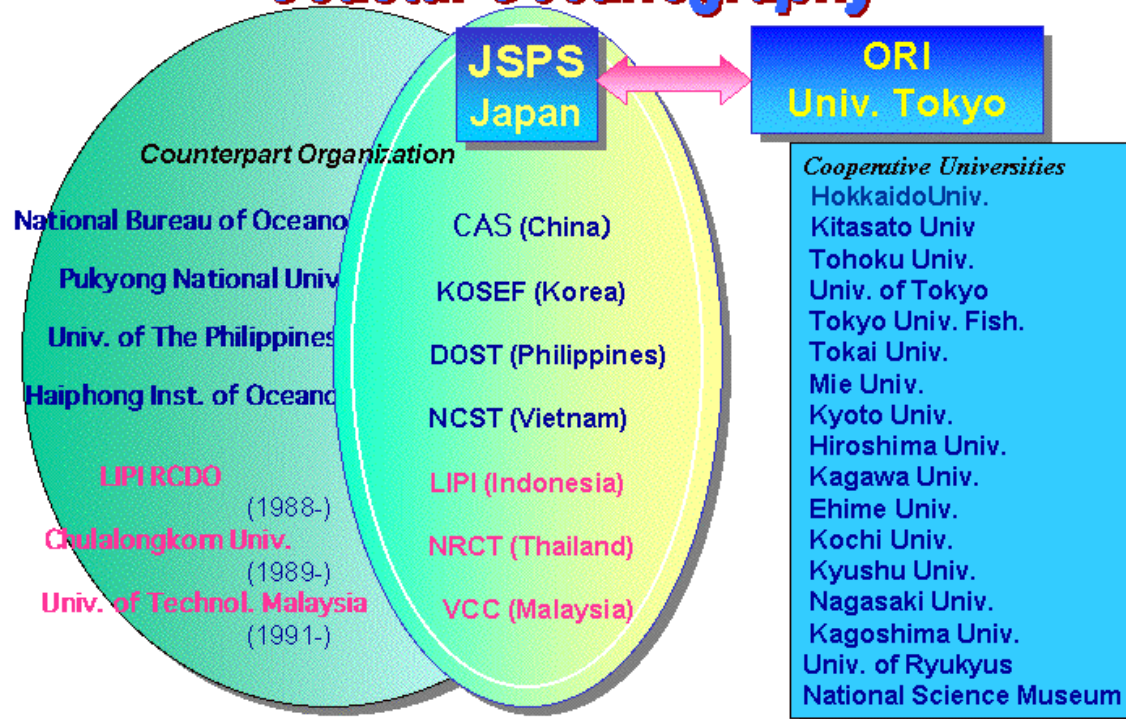 Coastal Oceanography
JSPS
Japan
ORI
Univ. Tokyo
Counterpart Organization
National Bureau of Oceano
Pukyong National Univ
Univ. of The Philippines
Haiphong Inst. of Oceano
LIPI RCDO
(1988-)
Chulalongkorn Univ.
(1989-)
Univ. of Technol. Malaysia
(1991-)
CAS (China)
KOSEF (Korea)
DOST (Philippines)
NCST (Vietnam)
LIPI (Indonesia)
NRCT (Thailand)
VCC (Malaysia)
Cooperative Universities
HokkaidoUniv.
Kitasato Univ
Tohoku Univ.
Univ. of Tokyo
Tokyo Univ. Fish.
Tokai Univ.
Mie Univ.
Kyoto Univ.
Hiroshima Univ.
Kagawa Univ.
Ehime Univ.
Kochi Univ.
Kyushu Univ.
Nagasaki Univ.
Kagoshima Univ.
Univ. of Ryukyus
National Science Museum